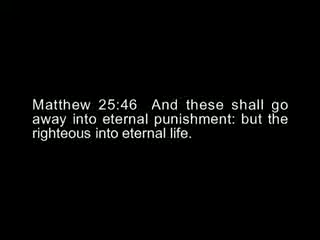 Matthew 25:46  And these shall go
away into eternal punishment: but the
righteous into eternal life.